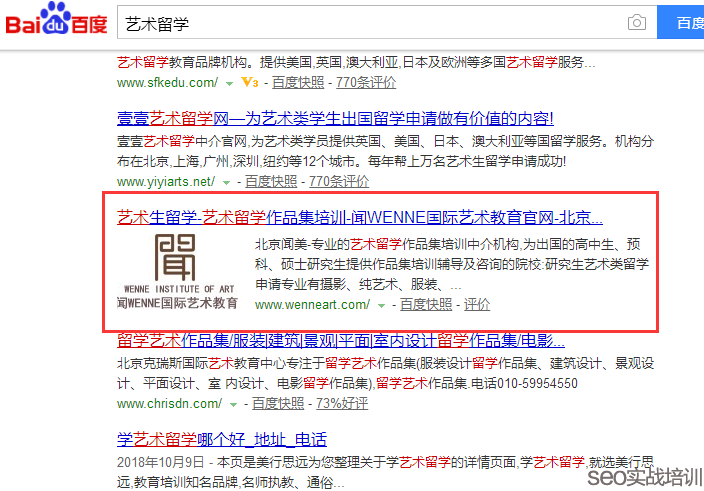 Bai du 百度
艺术留学
百度
艺术留学教育品牌机构。提供美国,英国,澳大利亚,日本及欧洲等多国艺术留学服务...
www.sfkedu.com/ V3 - 百度快照 - 770条评价
壹壹艺术留学网—为艺术类学生出国留学申请做有价值的内容!
壹壹艺术留学中介官网,为艺术类学员提供英国、美国、日本、澳大利亚等国留学服务。机构分
布在北京,上海,广州,深圳,纽约等12个城市。每年帮上万名艺术生留学申请成功!
www.yiyiarts.net/ - 百度快照 - 770条评价
艺术生留学-艺术留学作品集培训-闻WENNE国际艺术教育官网-北京...
聞
WENNE INSTITUTE OF ART
闻WENNE国际艺术教育
北京闻美-专业的艺术留学作品集培训中介机构,为出国的高中生、预
科、硕士研究生提供作品集培训辅导及咨询的院校:研究生艺术类留学
申请专业有摄影、纯艺术、服装、...
www.wenneart.com/ - 百度快照 - 评价
留学艺术作品集/服装|建筑|景观|平面|室内设计留学作品集/电影...
北京克瑞斯国际艺术教育中心专注于留学艺术作品集(服装设计留学作品集、建筑设计、景观设
计、平面设计、室 内设计、电影留学作品集),留学艺术作品集.电话010-59954550
www.chrisdn.com/ - 百度快照 - 73%好评
学艺术留学哪个好_地址_电话
2018年10月9日 - 本页是美行思远为您整理关于学艺术留学的详情页面,学艺术留学,就选美行思
远,教育培训知名品牌,名师执教、通俗...
seo实战培训